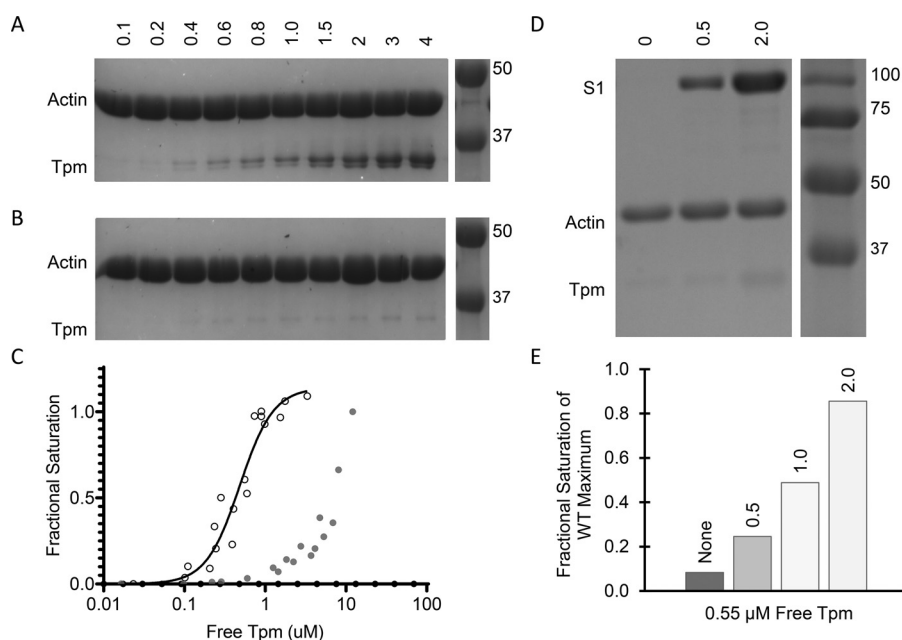 A
0.1 0.2 0.4 0.6 0.8 1.0 1.5 2 3 4
Actin
Tpm
50
37
B
Actin
Tpm
50
37
C
Fractional Saturation
1.0
0.5
0.0
0.01 0.1 1 10 100
Free Tpm (uM)
D
0 0.5 2.0
S1
Actin
Tpm
100
75
50
37
E
Fractional Saturation of
WT Maximum
1.0
0.8
0.6
0.4
0.2
0.0
None
0.5
1.0
2.0
0.55 µM Free Tpm